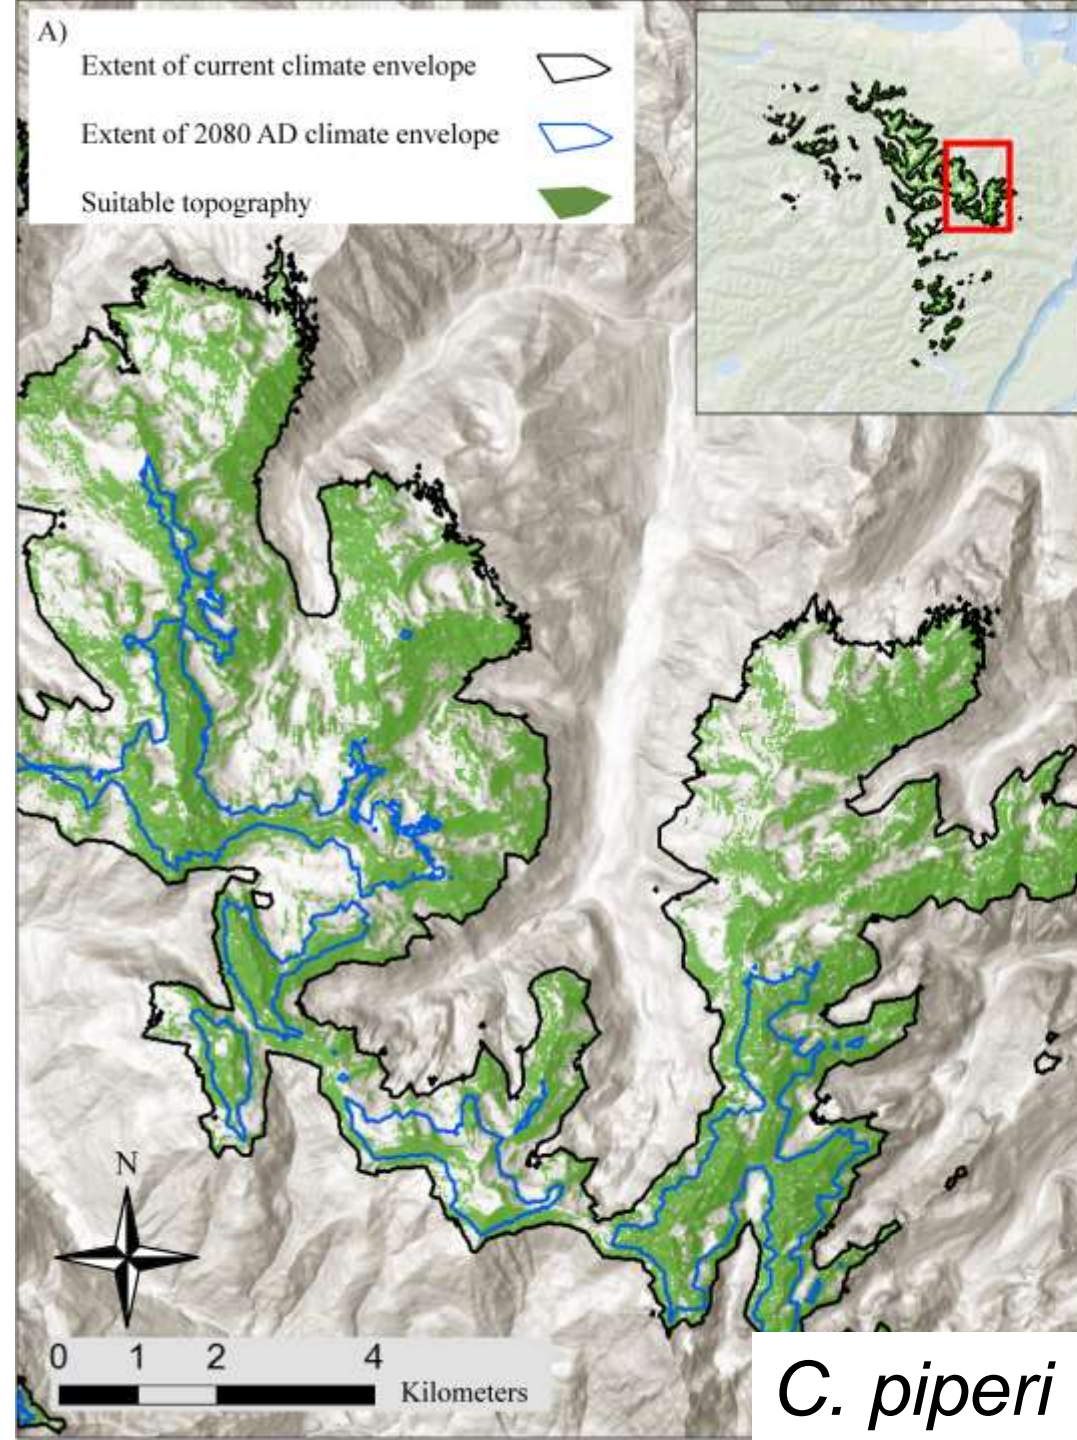 A)
Extent of current climate envelope
Extent of 2080 AD climate envelope
Suitable topography
N
0 1 2 4
Kilometers
C. piperi